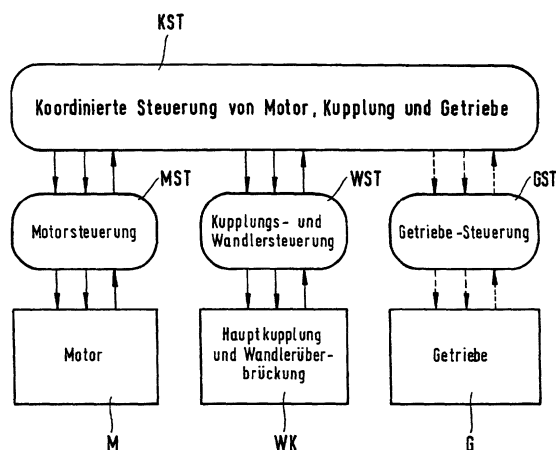 KST
Koordinierte Steuerung von Motor, Kupplung und Getriebe
MST
WST
GST
Motorsteuerung
Kupplungs- und
Wandlersteuerung
Getriebe-Steuerung
Motor
Hauptkupplung
und Wandlerüber-
brückung
Getriebe
M
WK
G